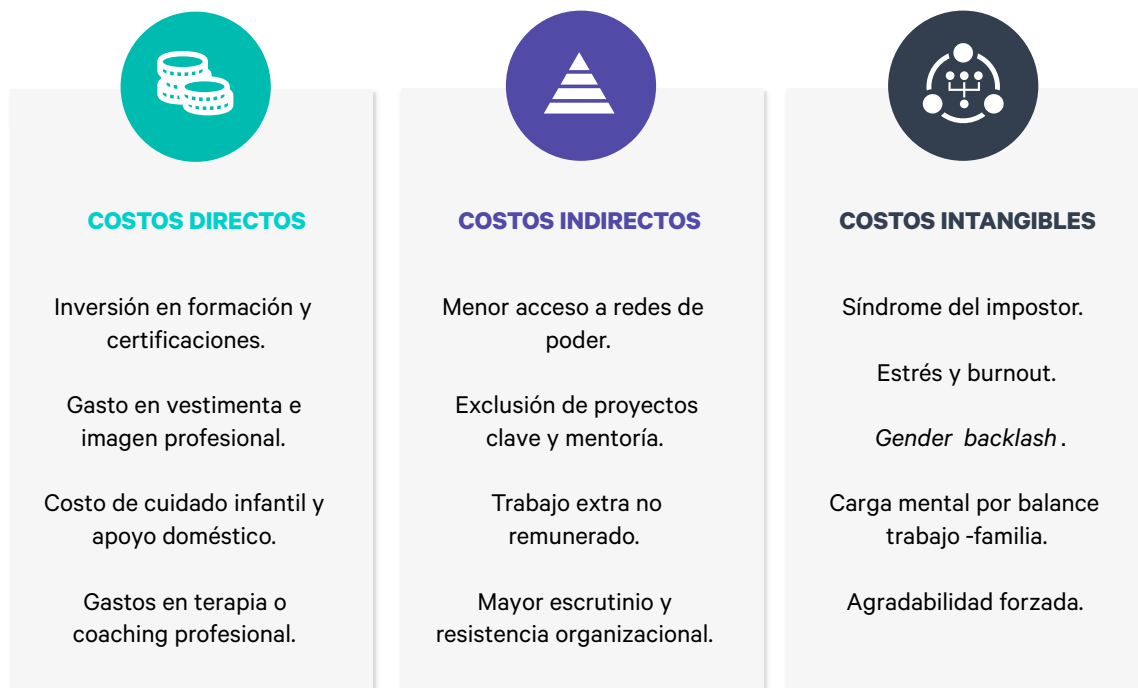 COSTOS DIRECTOS
Inversión en formación y
certificaciones.
Gasto en vestimenta e
imagen profesional.
Costo de cuidado infantil y
apoyo doméstico.
Gastos en terapia o
coaching profesional.
COSTOS INDIRECTOS
Menor acceso a redes de
poder.
Exclusión de proyectos
clave y mentoría.
Trabajo extra no
remunerado.
Mayor escrutinio y
resistencia organizacional.
COSTOS INTANGIBLES
Síndrome del impostor.
Estrés y burnout.
Gender backlash .
Carga mental por balance
trabajo -familia.
Agradabilidad forzada.